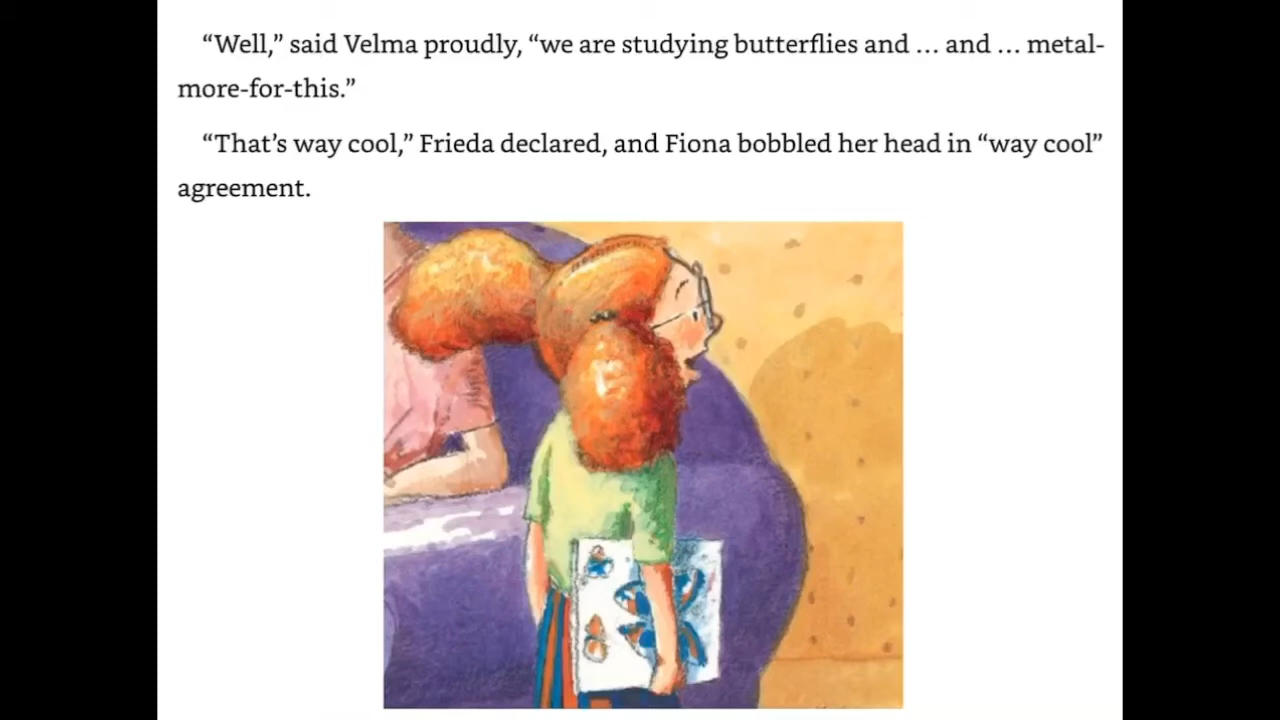 “Well,” said Velma proudly, “we are studying butterflies and … and … metal-
more-for-this.”
“That’s way cool,” Frieda declared, and Fiona bobbled her head in “way cool”
agreement.